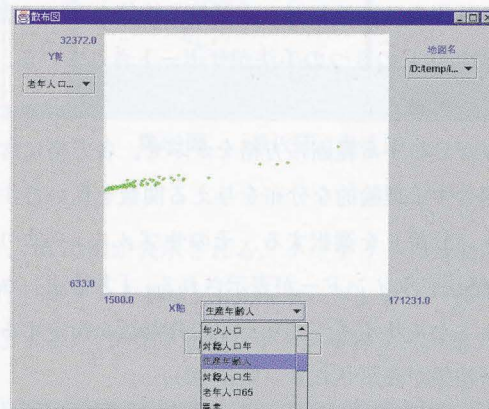 散布図
32372.0
Y軸
老年人口...
地図名
/D:/temp/i...
633.0
1500.0
X軸
生産年齢人
171231.0
年少人口
対総人口年
生産年齢人
対総人口生
老年人口65